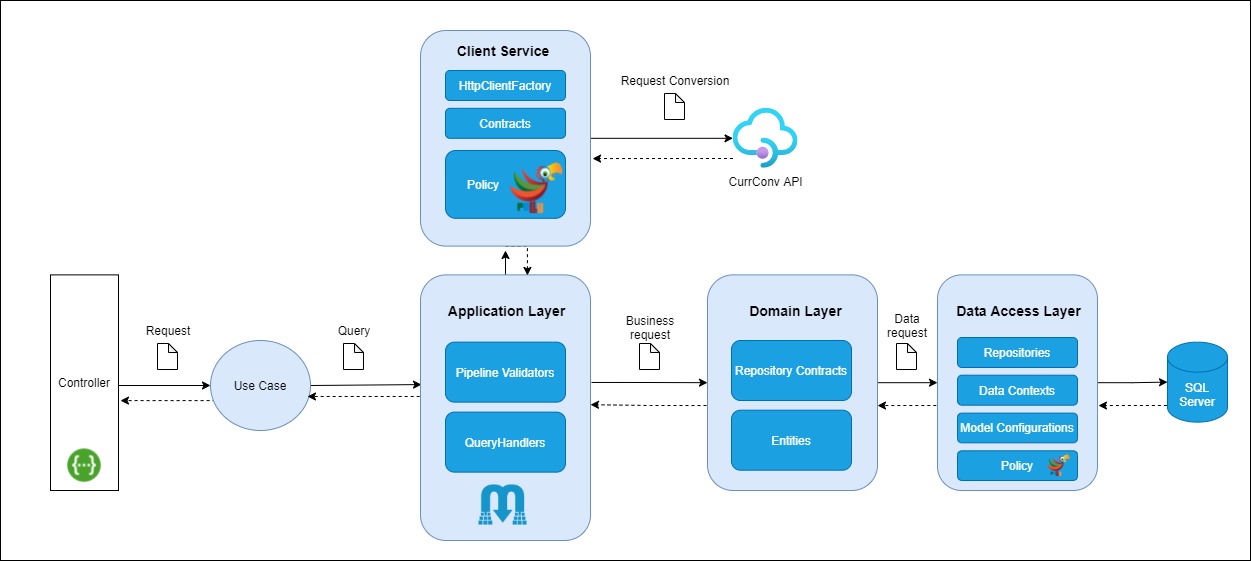 Client Service
HttpClientFactory
Contracts
Policy
Request Conversion
CurrConv API
Controller
Request
Use Case
Query
Application Layer
Pipeline Validators
QueryHandlers
Business
request
Domain Layer
Repository Contracts
Entities
Data
request
Data Access Layer
Repositories
Data Contexts
Model Configurations
Policy
SQL
Server